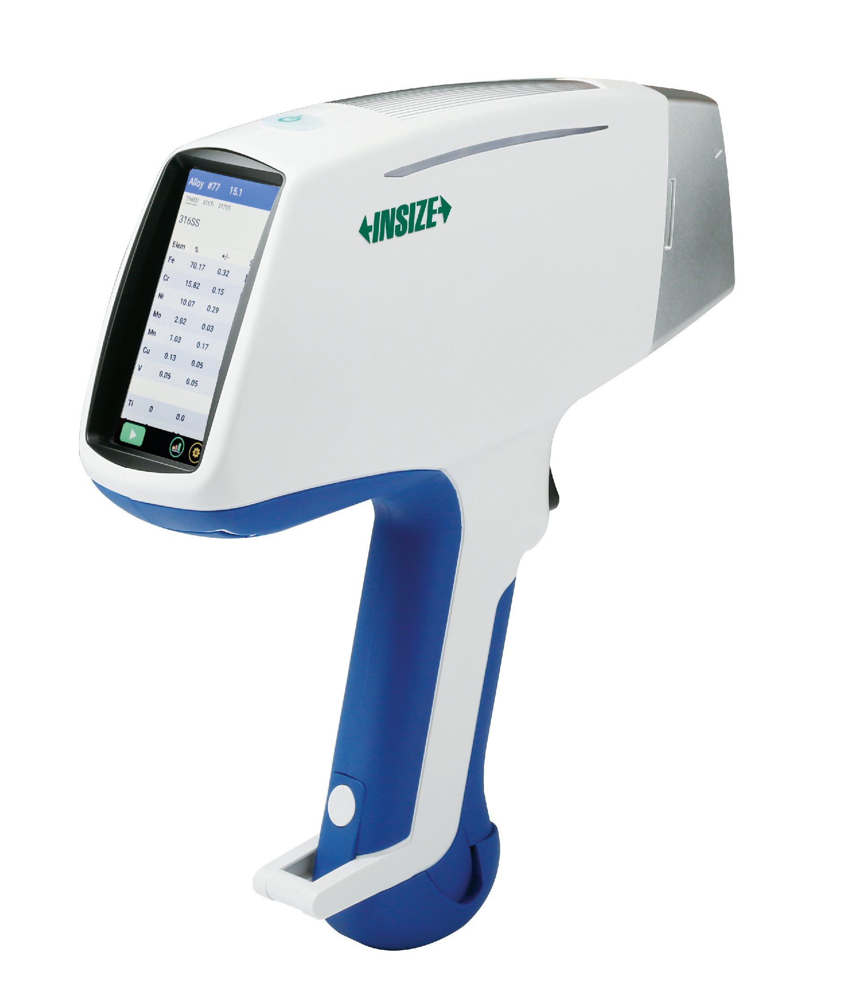 Alloy #77 15.1
316SS 316Ti 317SS
316SS
Elem % +/- S
Fe 70.17 0.32
Cr 15.82 0.15
Ni 10.07 0.29
Mo 2.02 0.03
Mn 1.03 0.17
Cu 0.13 0.05
V 0.05 0.05
Ti 0 0.0
INSIZE